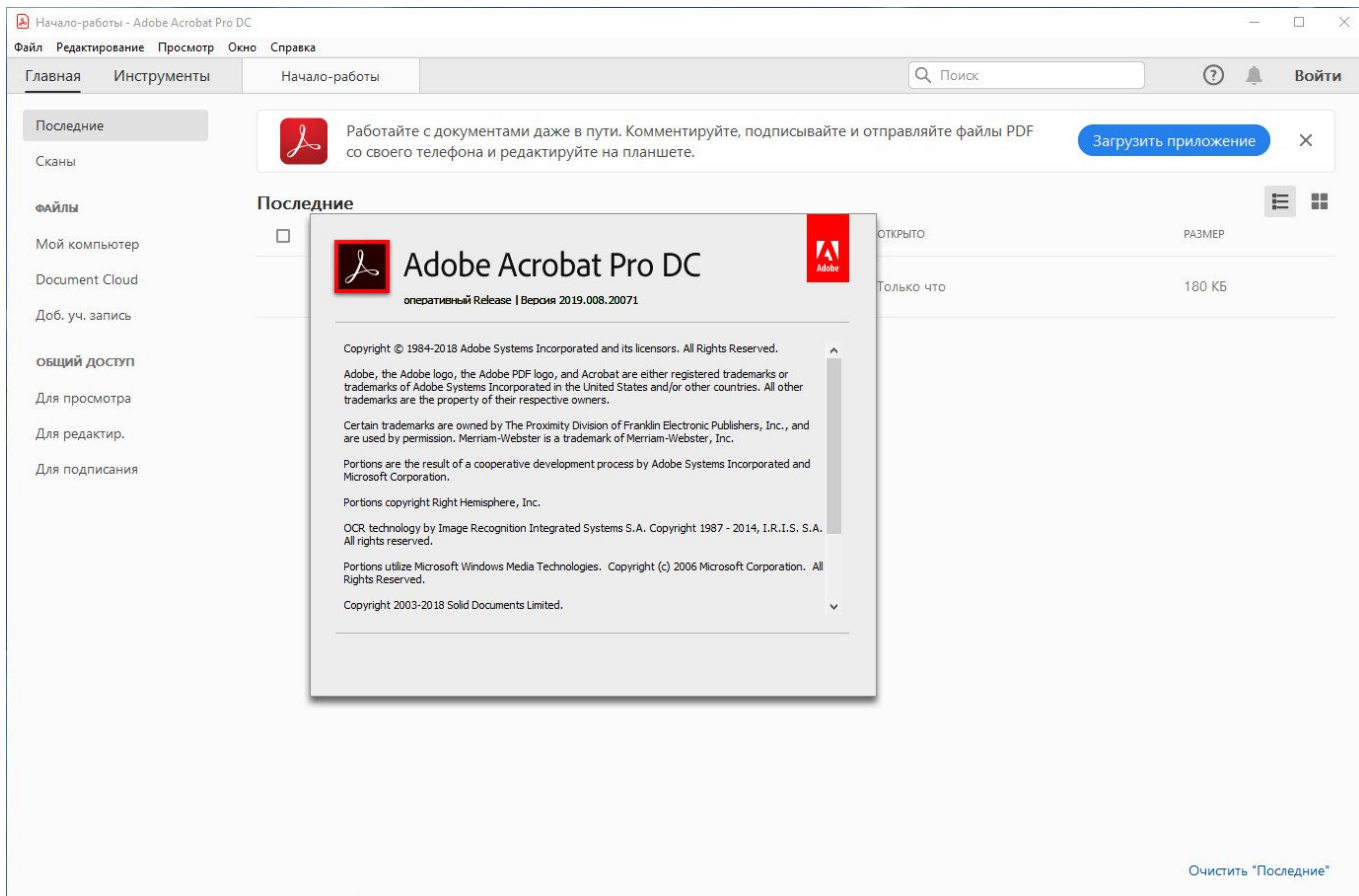 Начало-работы - Adobe Acrobat Pro DC
Файл Редактирование Просмотр Окно Справка
Главная Инструменты Начало-работы Поиск Войти
Последние
Сканы
ФАЙЛЫ
Мой компьютер
Document Cloud
Доб. уч. запись
ОБЩИЙ ДОСТУП
Для просмотра
Для редактир.
Для подписания
Работайте с документами даже в пути. Комментируйте, подписывайте и отправляйте файлы PDF
со своего телефона и редактируйте на планшете.
Загрузить приложение
Последние
ОТКРЫТО РАЗМЕР
Только что 180 КБ
Adobe Acrobat Pro DC
Adobe
оперативный Release | Версия 2019.008.20071
Copyright © 1984-2018 Adobe Systems Incorporated and its licensors. All Rights Reserved.
Adobe, the Adobe logo, the Adobe PDF logo, and Acrobat are either registered trademarks or
trademarks of Adobe Systems Incorporated in the United States and/or other countries. All other
trademarks are the property of their respective owners.
Certain trademarks are owned by The Proximity Division of Franklin Electronic Publishers, Inc., and
are used by permission. Merriam-Webster is a trademark of Merriam-Webster, Inc.
Portions are the result of a cooperative development process by Adobe Systems Incorporated and
Microsoft Corporation.
Portions copyright Right Hemisphere, Inc.
OCR technology by Image Recognition Integrated Systems S.A. Copyright 1987 - 2014, I.R.I.S. S.A.
All rights reserved.
Portions utilize Microsoft Windows Media Technologies. Copyright (c) 2006 Microsoft Corporation. All
Rights Reserved.
Copyright 2003-2018 Solid Documents Limited.
Очистить "Последние"